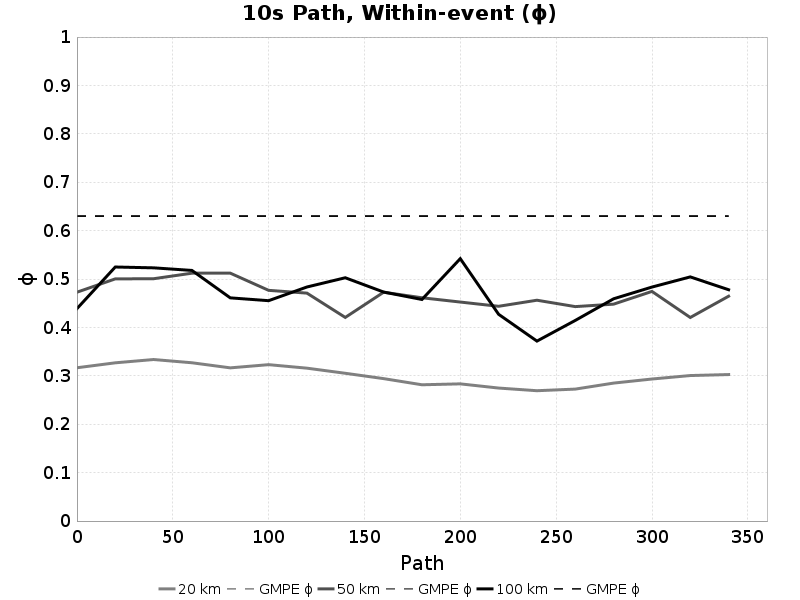 10s Path, Within-event (ϕ)
1
0.9
0.8
0.7
0.6
0.5
0.4
0.3
0.2
0.1
0
ϕ
0 50 100 150 200 250 300 350
Path
20 km GMPE ϕ 50 km GMPE ϕ 100 km GMPE ϕ